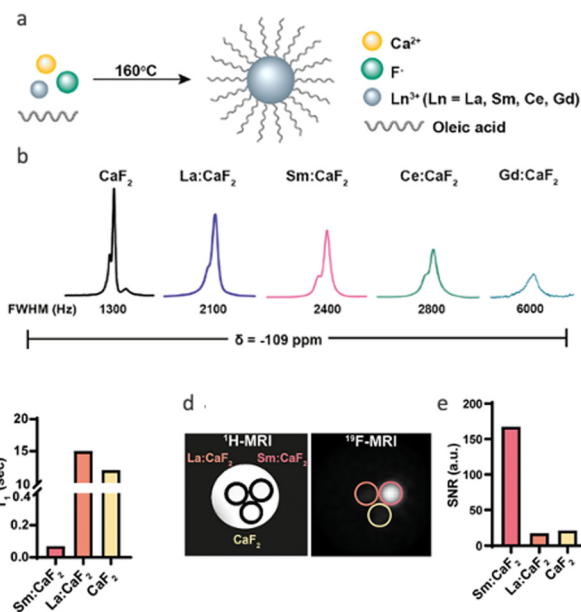 a
160°C
Ca²⁺
F⁻
Ln³⁺ (Ln = La, Sm, Ce, Gd)
Oleic acid
b
CaF₂ La:CaF₂ Sm:CaF₂ Ce:CaF₂ Gd:CaF₂
FWHM (Hz) 1300 2100 2400 2800 6000
δ = -109 ppm
(sec)
20
15
10
0.4
0.2
0.0
Sm:CaF₂
La:CaF₂
CaF₂
d
¹H-MRI
La:CaF₂ Sm:CaF₂
CaF₂
¹⁹F-MRI
e
SNR (a.u.)
200
150
100
50
0
Sm:CaF₂
La:CaF₂
CaF₂